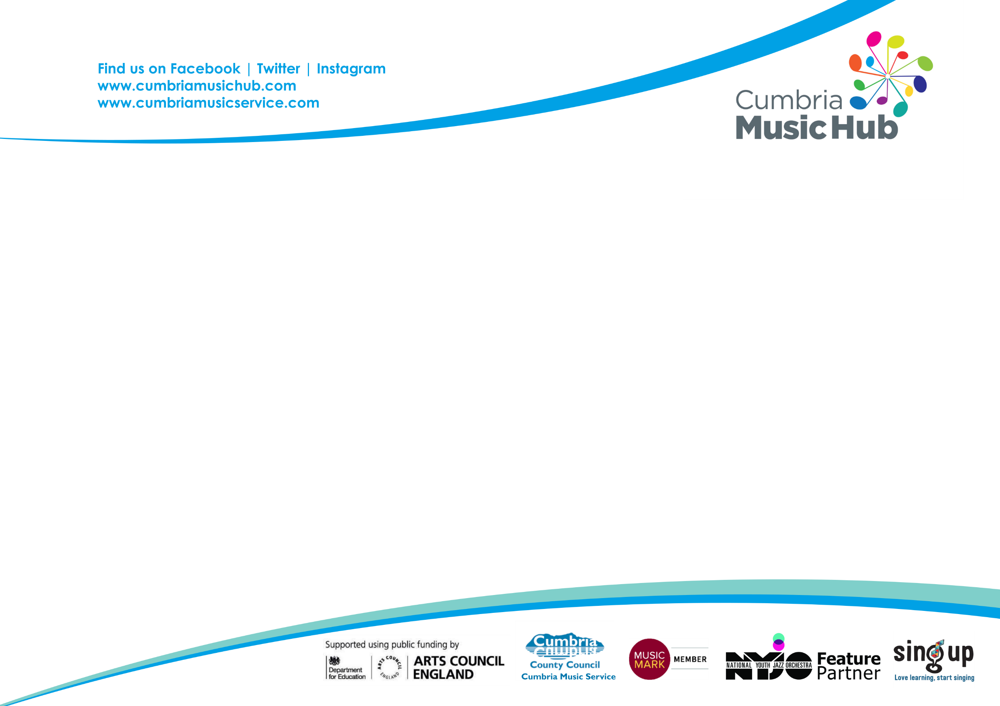 Find us on Facebook | Twitter | Instagram
www.cumbriamusichub.com
www.cumbriamusicservice.com
Cumbria
Music Hub
Supported using public funding by
Department
for Education
ARTS COUNCIL
ENGLAND
ARTS COUNCIL
ENGLAND
Cumbria
County Council
Cumbria Music Service
MUSIC
MARK
MEMBER
NYJO
NATIONAL YOUTH JAZZ ORCHESTRA
Feature
Partner
sing up
Love learning, start singing